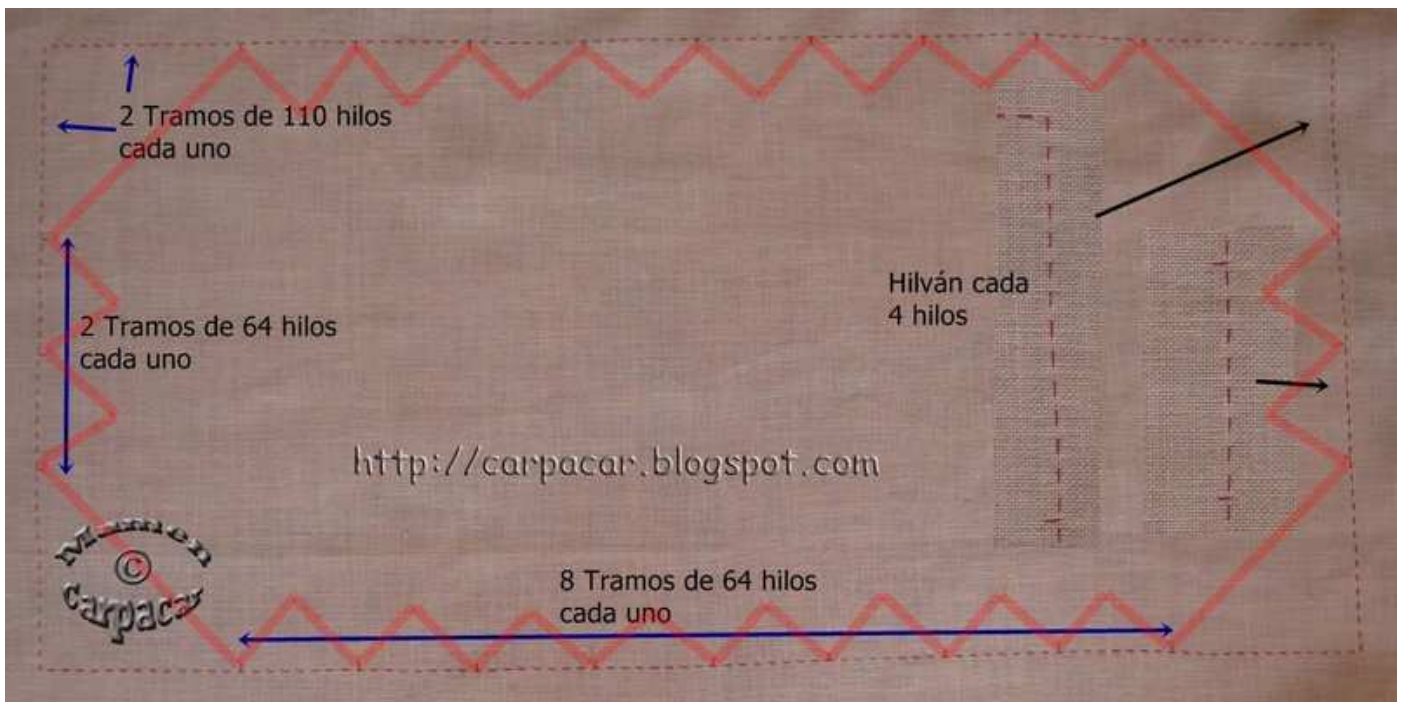 2 Tramos de 110 hilos
cada uno
2 Tramos de 64 hilos
cada uno
Hilván cada
4 hilos
http://carpacar.blogspot.com
Mamen
©
Carpacar
8 Tramos de 64 hilos
cada uno